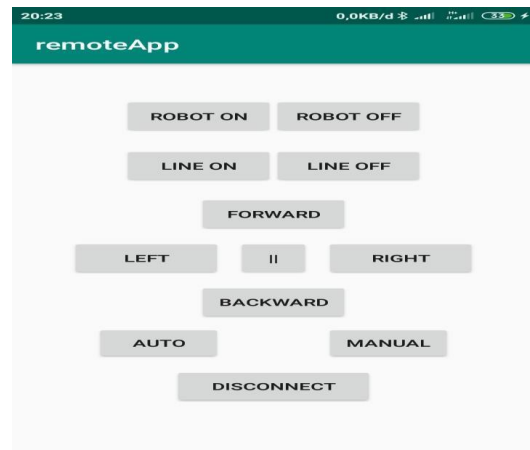 20:23 0,0KB/d 33
remoteApp
ROBOT ON ROBOT OFF
LINE ON LINE OFF
FORWARD
LEFT II RIGHT
BACKWARD
AUTO MANUAL
DISCONNECT